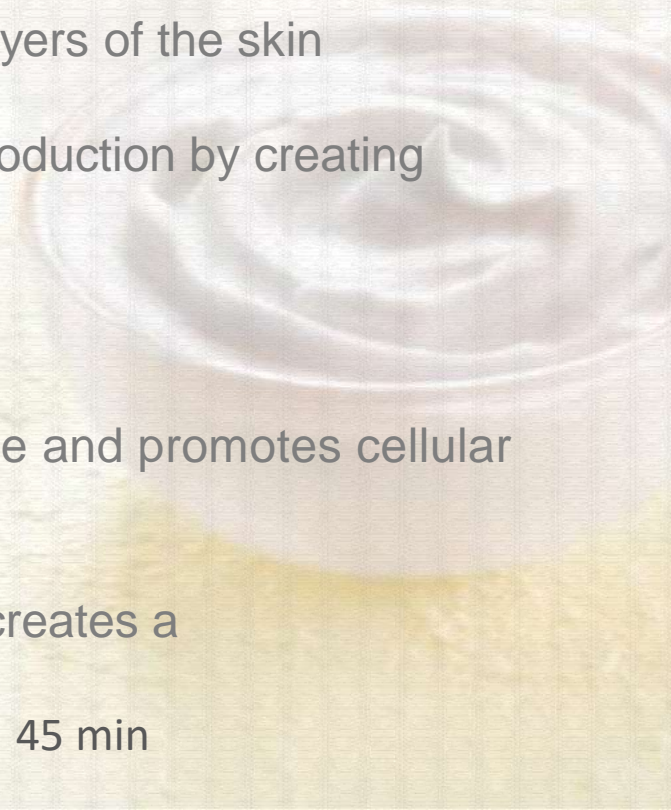 yers of the skin
oduction by creating
e and promotes cellular
creates a
45 min